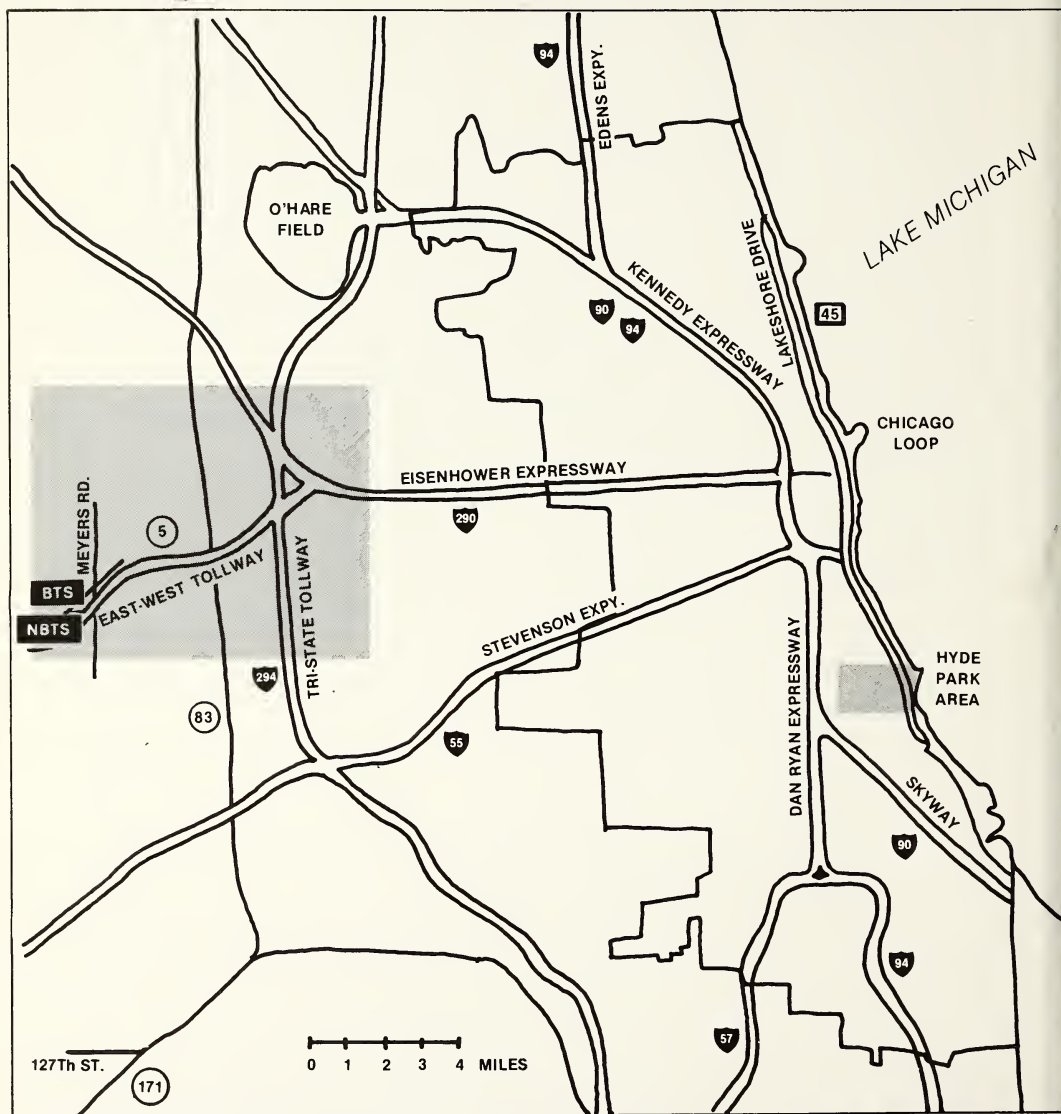 94
EDENS EXPY.
LAKE MICHIGAN
O'HARE
FIELD
KENNEDY EXPRESSWAY
90
94
LAKESHORE DRIVE
45
CHICAGO
LOOP
EISENHOWER EXPRESSWAY
290
MEYERS RD.
5
EAST-WEST TOLLWAY
BTS
NBTS
TRI-STATE TOLLWAY
294
STEVENSON EXPY.
55
83
DAN RYAN EXPRESSWAY
HYDE
PARK
AREA
SKYWAY
90
94
57
127Th ST.
171
0 1 2 3 4 MILES